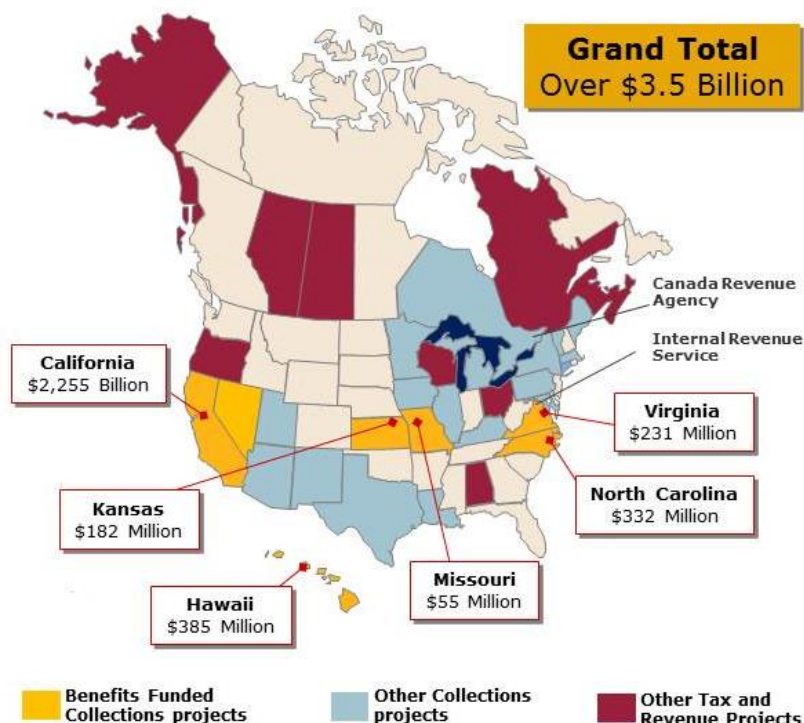 Grand Total
Over $3.5 Billion
Canada Revenue
Agency
Internal Revenue
Service
California
$2,255 Billion
Virginia
$231 Million
Kansas
$182 Million
North Carolina
$332 Million
Missouri
$55 Million
Hawaii
$385 Million
Benefits Funded
Collections projects
Other Collections
projects
Other Tax and
Revenue Projects